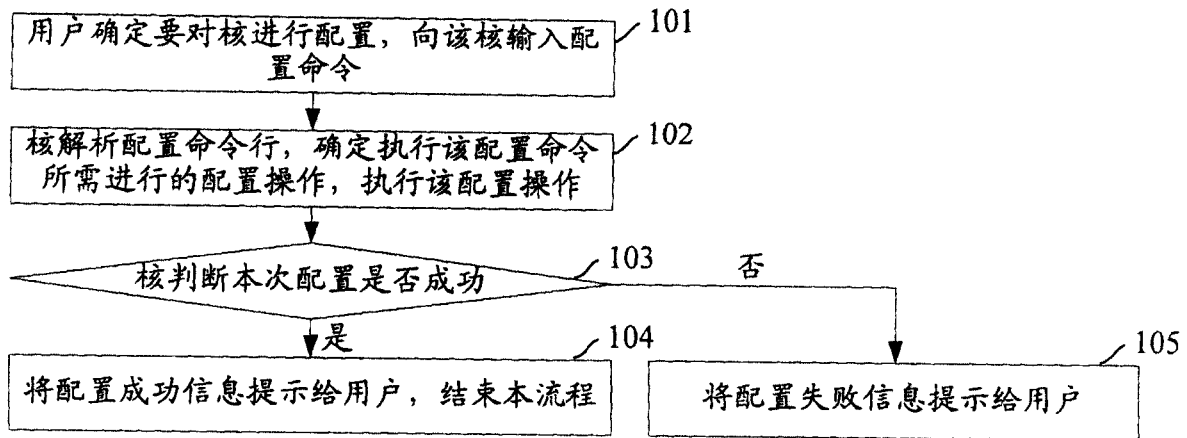 用户确定要对核进行配置，向该核输入配
置命令
101
核解析配置命令行，确定执行该配置命令
所需进行的配置操作，执行该配置操作
102
核判断本次配置是否成功
103
否
是
104
将配置成功信息提示给用户，结束本流程
105
将配置失败信息提示给用户